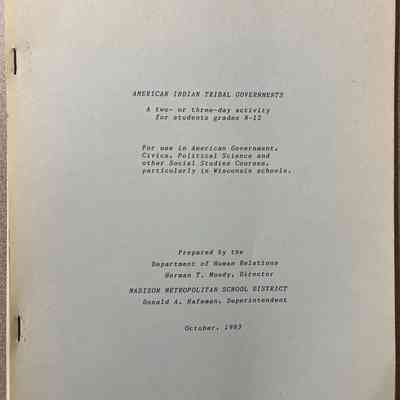 AMERICAN INDIAN TRIBAL GOVERNMENTS
A two- or three-day activity
for students grades 8-12
For use in American Government,
Civics, Political Science and
other Social Studies Courses,
particularly in Wisconsin schools.
Prepared by the
Department of Human Relations
Herman T. Moody, Director
MADISON METROPOLITAN SCHOOL DISTRICT
Donald A. Hafeman, Superintendent
October, 1983